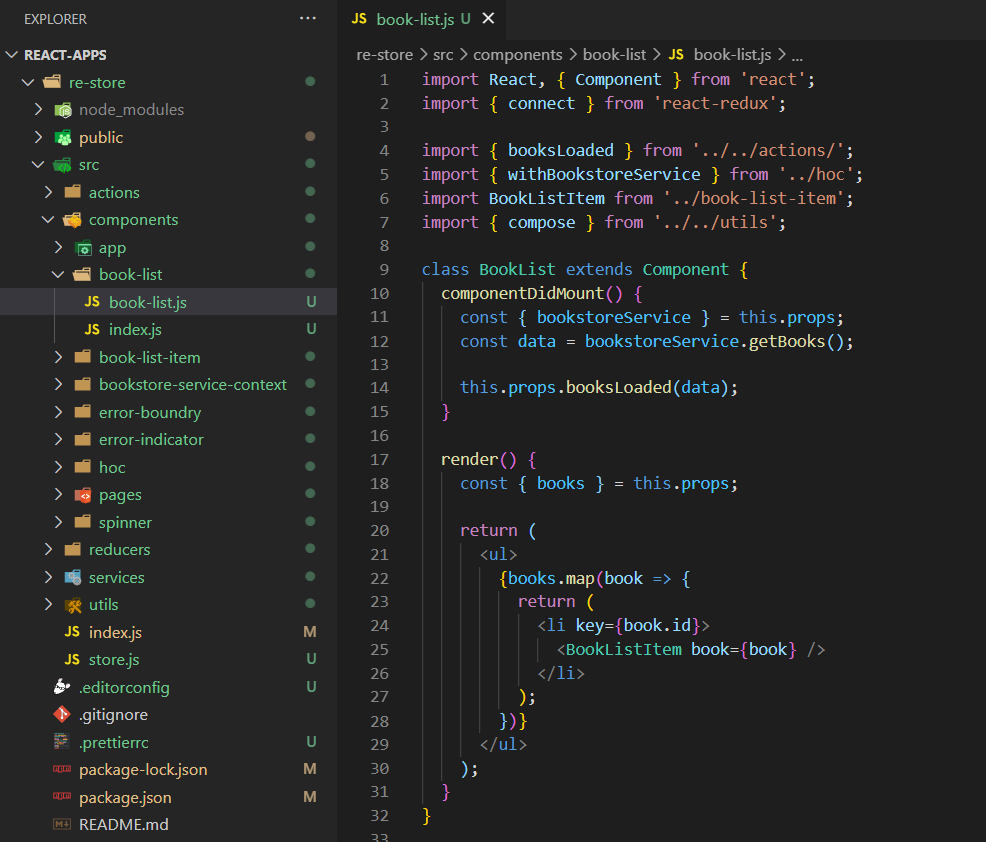 EXPLORER ...
REACT-APPS
re-store
node_modules
public
src
actions
components
app
book-list
JS book-list.js U
JS index.js U
book-list-item
bookstore-service-context
error-boundry
error-indicator
hoc
pages
spinner
reducers
services
utils
JS index.js M
JS store.js U
.editorconfig U
.gitignore
.prettierrc U
package-lock.json M
package.json M
README.md
JS book-list.js U
re-store > src > components > book-list > JS book-list.js > ...
1 import React, { Component } from 'react';
2 import { connect } from 'react-redux';
3
4 import { booksLoaded } from '../../actions/';
5 import { withBookstoreService } from '../hoc';
6 import BookListItem from '../book-list-item';
7 import { compose } from '../../utils';
8
9 class BookList extends Component {
10 componentDidMount() {
11 const { bookstoreService } = this.props;
12 const data = bookstoreService.getBooks();
13
14 this.props.booksLoaded(data);
15 }
16
17 render() {
18 const { books } = this.props;
19
20 return (
21 <ul>
22 {books.map(book => {
23 return (
24 <li key={book.id}>
25 <BookListItem book={book} />
26 </li>
27 );
28 })}
29 </ul>
30 );
31 }
32 }
33